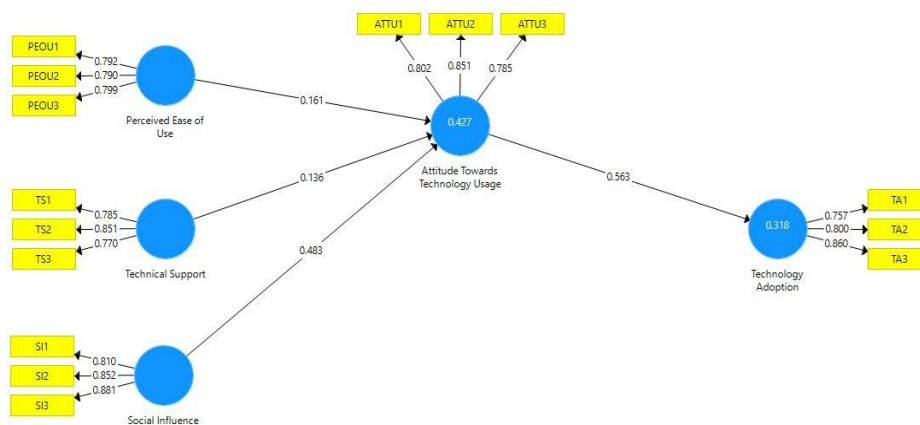 ATTU1
ATTU2
ATTU3
0.802
0.851
0.785
0.427
Attitude Towards
Technology Usage
PEOU1
PEOU2
PEOU3
0.792
0.790
0.799
Perceived Ease of
Use
0.161
TS1
TS2
TS3
0.785
0.851
0.770
Technical Support
0.136
SI1
SI2
SI3
0.810
0.852
0.881
Social Influence
0.483
0.563
0.318
Technology
Adoption
0.757
0.800
0.860
TA1
TA2
TA3